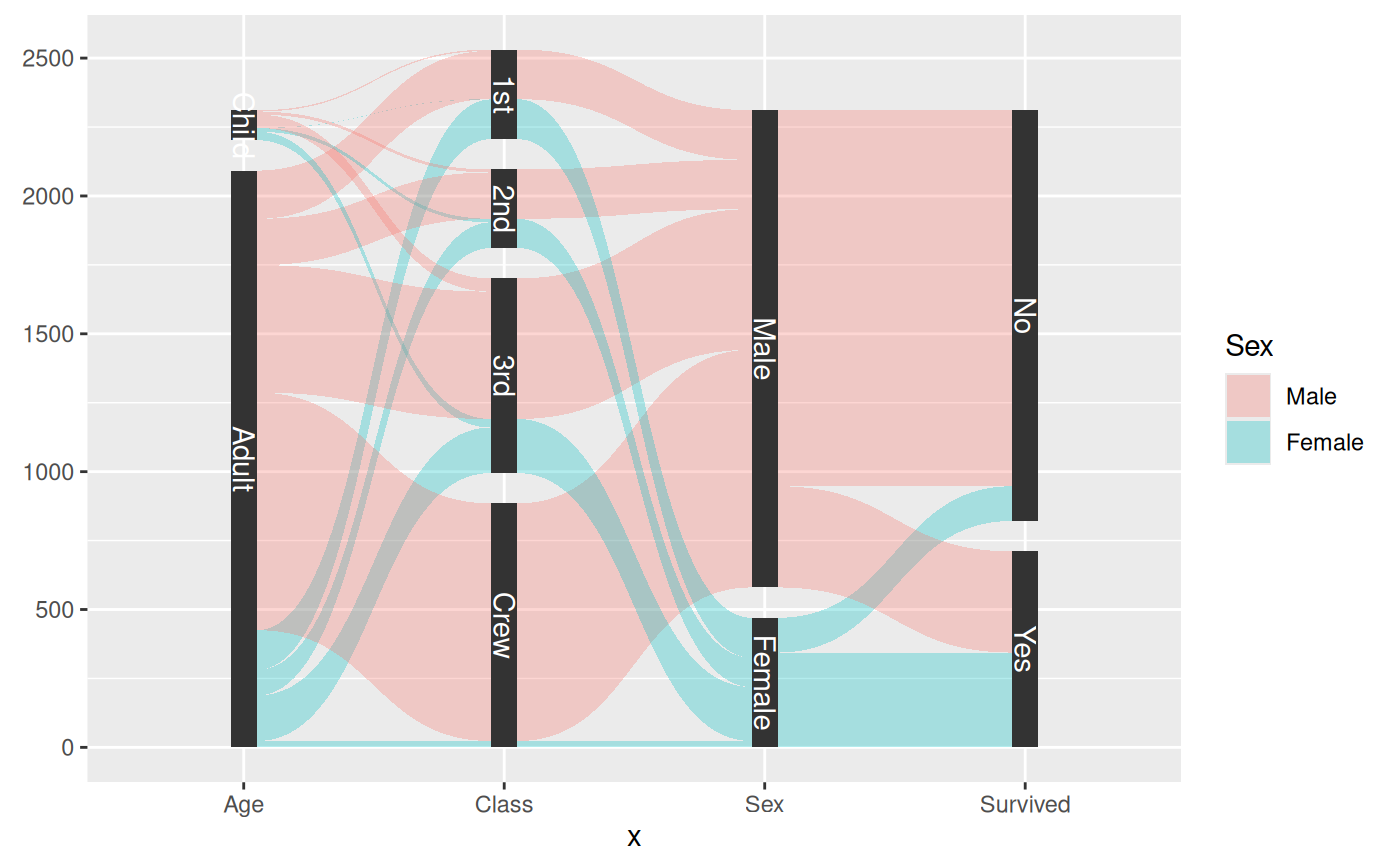 2500
2000
1500
1000
500
0
Child
Adult
1st
2nd
3rd
Crew
Male
Female
No
Yes
Age
Class
Sex
Survived
x
Sex
Male
Female